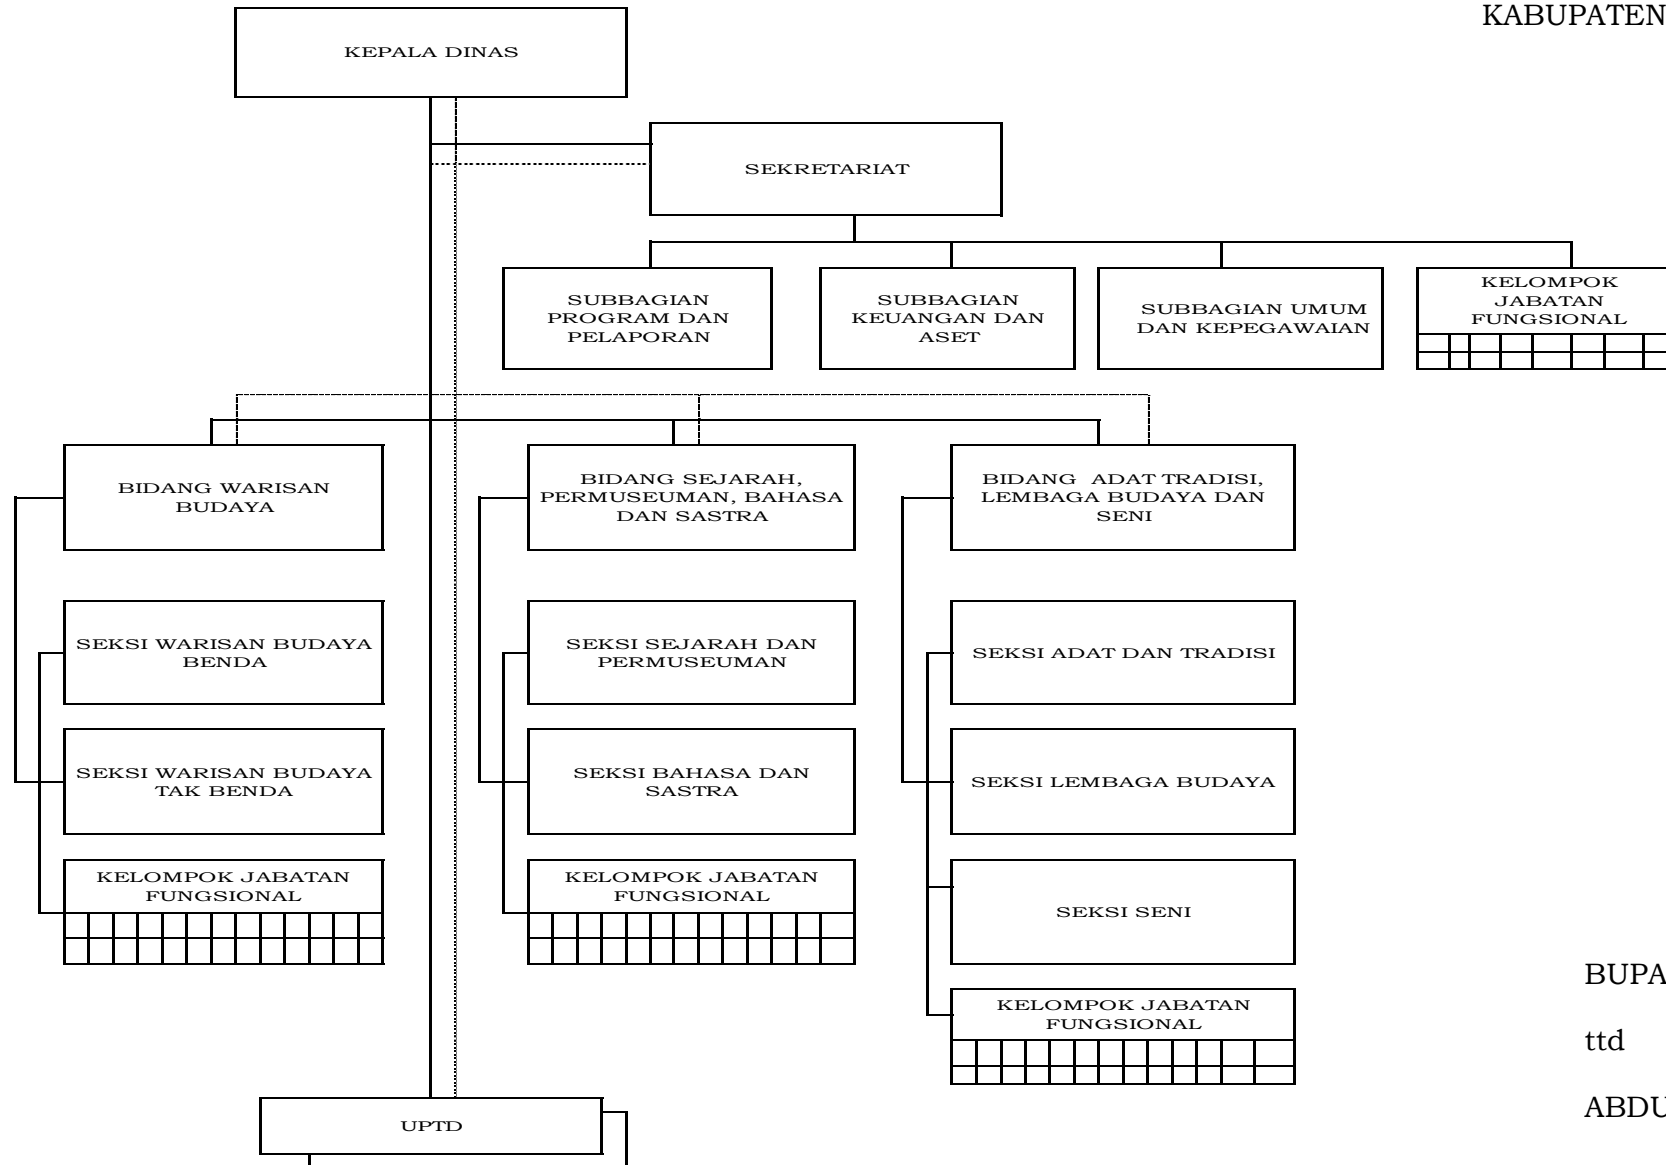 KABUPATEN
KEPALA DINAS
SEKRETARIAT
SUBBAGIAN
PROGRAM DAN
PELAPORAN
SUBBAGIAN
KEUANGAN DAN
ASET
SUBBAGIAN UMUM
DAN KEPEGAWAIAN
KELOMPOK
JABATAN
FUNGSIONAL
BIDANG WARISAN
BUDAYA
BIDANG SEJARAH,
PERMUSEUMAN, BAHASA
DAN SASTRA
BIDANG ADAT TRADISI,
LEMBAGA BUDAYA DAN
SENI
SEKSI WARISAN BUDAYA
BENDA
SEKSI SEJARAH DAN
PERMUSEUMAN
SEKSI ADAT DAN TRADISI
SEKSI WARISAN BUDAYA
TAK BENDA
SEKSI BAHASA DAN
SASTRA
SEKSI LEMBAGA BUDAYA
KELOMPOK JABATAN
FUNGSIONAL
KELOMPOK JABATAN
FUNGSIONAL
SEKSI SENI
KELOMPOK JABATAN
FUNGSIONAL
UPTD
BUPA
ttd
ABDU